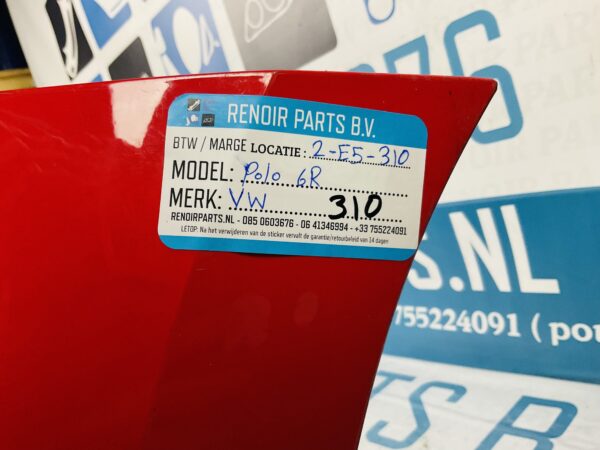 RENOIR PARTS B.V.
BTW / MARGE LOCATIE : 2-E5-310
MODEL: Polo 6R
MERK: VW 310
RENOIRPARTS.NL - 085 0603676 - 06 41346994 - +33 755224091
LETOP: Na het verwijderen van de sticker vervalt de garantie/retourbeleid van 14 dagen
S.NL
755224091 ( pou
TS B